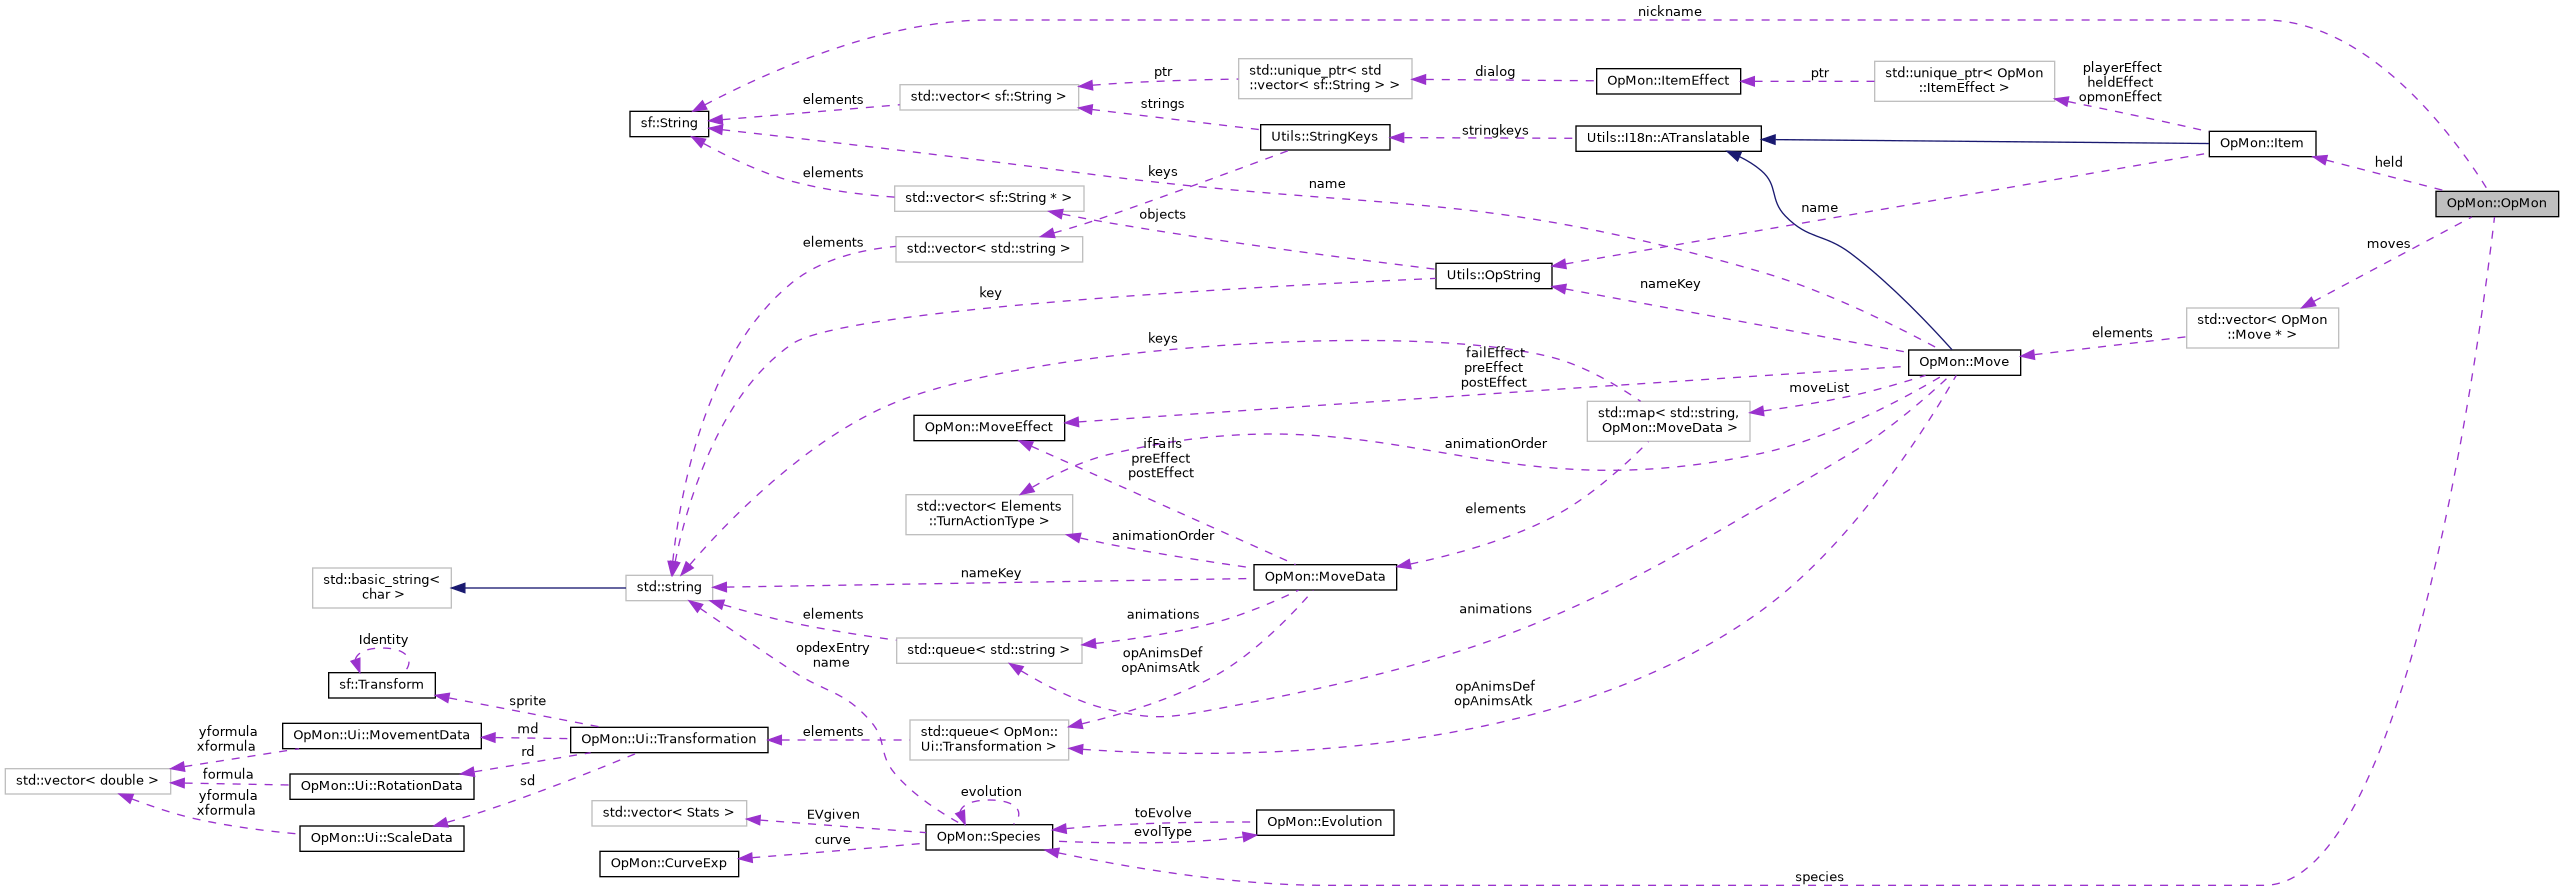 nickname
std::unique_ptr< std
::vector< sf::String > >
ptr
dialog
OpMon::ItemEffect
ptr
std::unique_ptr< OpMon
::ItemEffect >
playerEffect
heldEffect
opmonEffect
elements
std::vector< sf::String >
strings
sf::String
Utils::StringKeys
stringkeys
Utils::I18n::ATranslatable
OpMon::Item
held
elements
keys
name
std::vector< sf::String * >
OpMon::OpMon
objects
name
elements
std::vector< std::string >
moves
Utils::OpString
key
nameKey
std::vector< OpMon
::Move * >
keys
elements
failEffect
preEffect
postEffect
OpMon::Move
moveList
std::map< std::string,
OpMon::MoveData >
OpMon::MoveEffect
ifFails
preEffect
postEffect
animationOrder
std::vector< Elements
::TurnActionType >
elements
animationOrder
std::basic_string<
char >
std::string
nameKey
OpMon::MoveData
elements
animations
animations
Identity
opdexEntry
name
std::queue< std::string >
opAnimsDef
opAnimsAtk
sf::Transform
sprite
opAnimsDef
opAnimsAtk
yformula
xformula
OpMon::Ui::MovementData
md
OpMon::Ui::Transformation
elements
std::queue< OpMon::
Ui::Transformation >
rd
std::vector< double >
formula
OpMon::Ui::RotationData
sd
yformula
xformula
evolution
std::vector< Stats >
EVgiven
toEvolve
OpMon::Evolution
OpMon::Ui::ScaleData
OpMon::Species
evolType
curve
OpMon::CurveExp
species